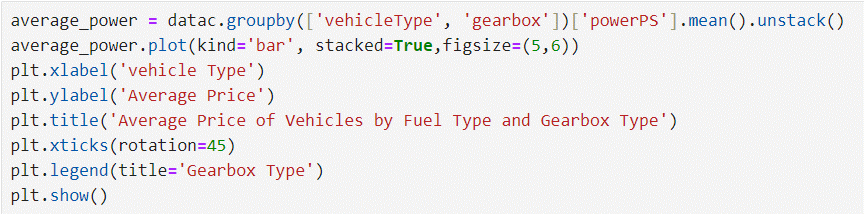 average_power = datac.groupby(['vehicleType', 'gearbox'])['powerPS'].mean().unstack()
average_power.plot(kind='bar', stacked=True,figsize=(5,6))
plt.xlabel('vehicle Type')
plt.ylabel('Average Price')
plt.title('Average Price of Vehicles by Fuel Type and Gearbox Type')
plt.xticks(rotation=45)
plt.legend(title='Gearbox Type')
plt.show()